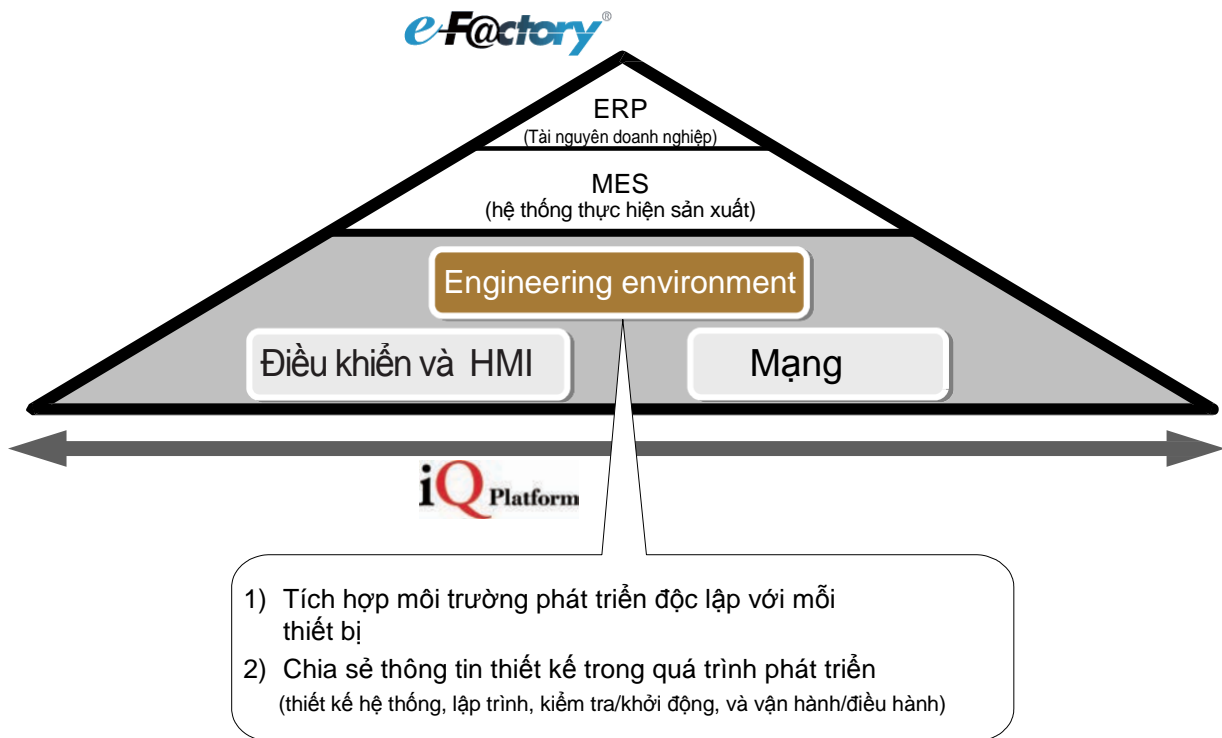 e-F@ctory®
ERP
(Tài nguyên doanh nghiệp)
MES
(hệ thống thực hiện sản xuất)
Engineering environment
Điều khiển và HMI
Mạng
iQ Platform
1) Tích hợp môi trường phát triển độc lập với mỗi
thiết bị
2) Chia sẻ thông tin thiết kế trong quá trình phát triển
(thiết kế hệ thống, lập trình, kiểm tra/khởi động, và vận hành/điều hành)